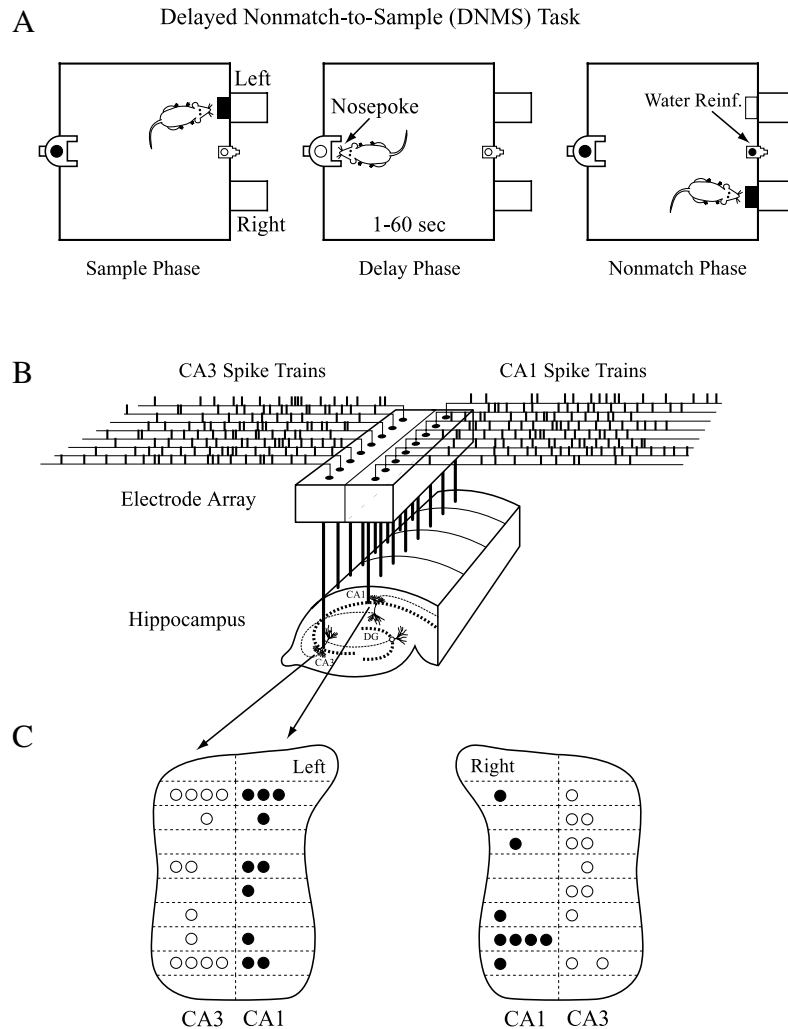 A
Delayed Nonmatch-to-Sample (DNMS) Task
Left
Right
Sample Phase
Nosepoke
1-60 sec
Delay Phase
Water Reinf.
Nonmatch Phase
B
CA3 Spike Trains
CA1 Spike Trains
Electrode Array
Hippocampus
CA1
DG
CA3
C
Left
Right
CA3 CA1
CA1 CA3